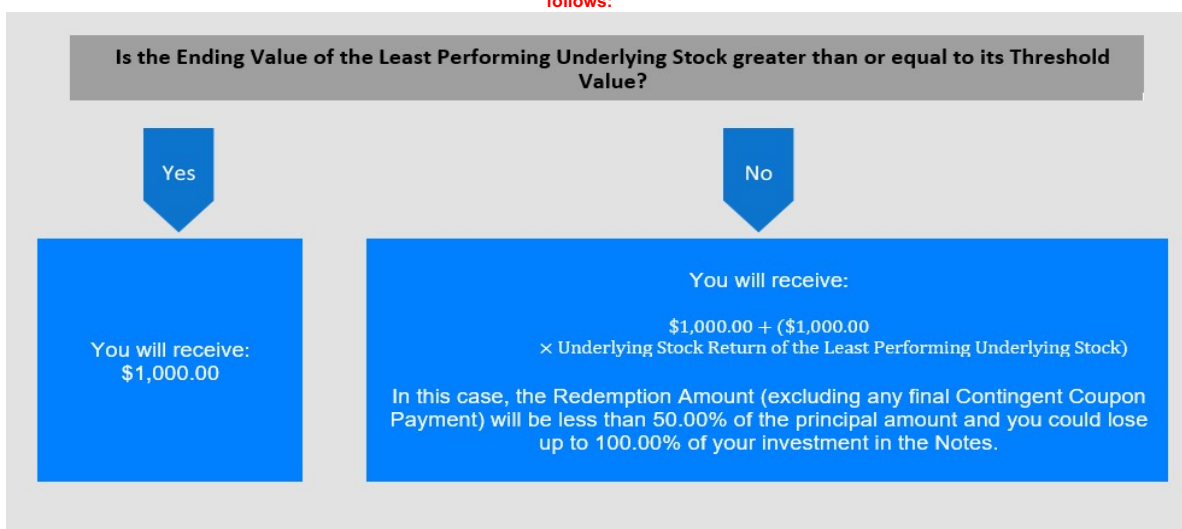 follows:
Is the Ending Value of the Least Performing Underlying Stock greater than or equal to its Threshold
Value?
Yes
No
You will receive:
$1,000.00
You will receive:
$1,000.00 + ($1,000.00
× Underlying Stock Return of the Least Performing Underlying Stock)
In this case, the Redemption Amount (excluding any final Contingent Coupon
Payment) will be less than 50.00% of the principal amount and you could lose
up to 100.00% of your investment in the Notes.